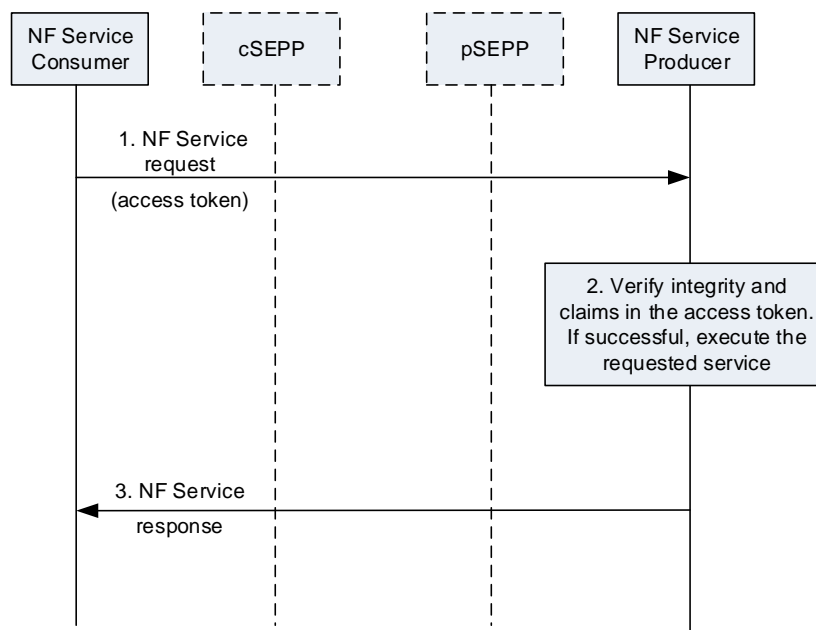 NF Service
Consumer
cSEPP
pSEPP
NF Service
Producer
1. NF Service
request
(access token)
2. Verify integrity and
claims in the access token.
If successful, execute the
requested service
3. NF Service
response